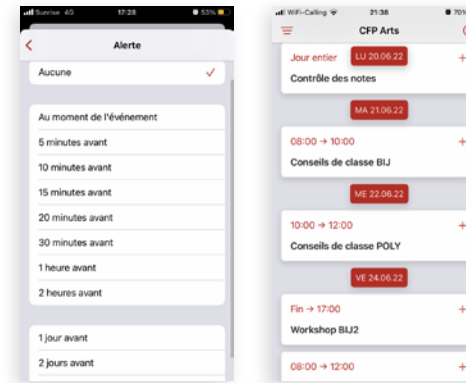 Sunrise 4G 17:28 53%
Alerte
Aucune
Au moment de l'événement
5 minutes avant
10 minutes avant
15 minutes avant
20 minutes avant
30 minutes avant
1 heure avant
2 heures avant
1 jour avant
2 jours avant
WiFi-Calling 21:38 70%
CFP Arts
Jour entier LU 20.06.22 +
Contrôle des notes
MA 21.06.22
08:00 → 10:00 +
Conseils de classe BIJ
ME 22.06.22
10:00 → 12:00 +
Conseils de classe POLY
VE 24.06.22
Fin → 17:00 +
Workshop BIJ2
08:00 → 12:00 +